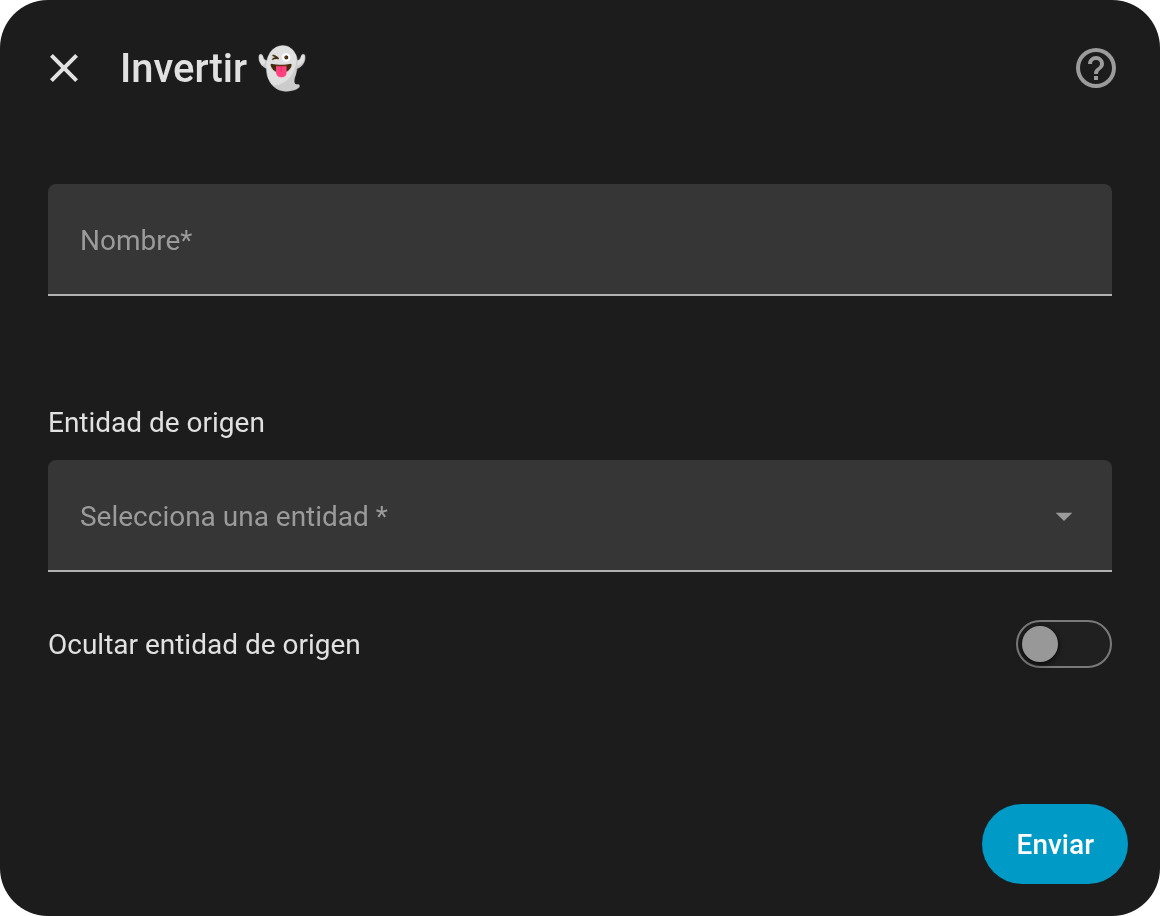 Invertir 👻
Nombre*
Entidad de origen
Selecciona una entidad *
Ocultar entidad de origen
Enviar